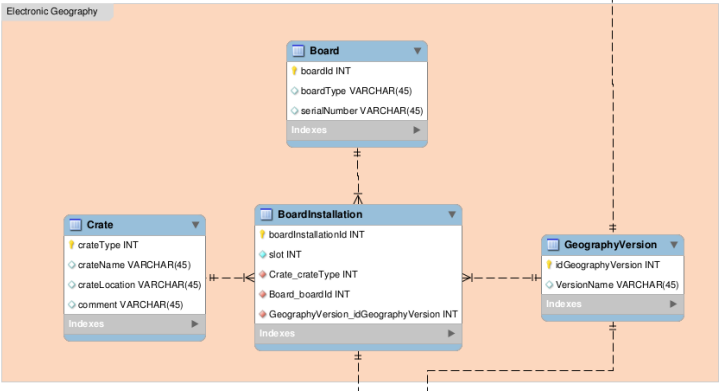 Electronic Geography
Board
boardId INT
boardType VARCHAR(45)
serialNumber VARCHAR(45)
Indexes
Crate
crateType INT
crateName VARCHAR(45)
crateLocation VARCHAR(45)
comment VARCHAR(45)
Indexes
BoardInstallation
boardInstallationId INT
slot INT
Crate_crateType INT
Board_boardId INT
GeographyVersion_idGeographyVersion INT
Indexes
GeographyVersion
idGeographyVersion INT
VersionName VARCHAR(45)
Indexes